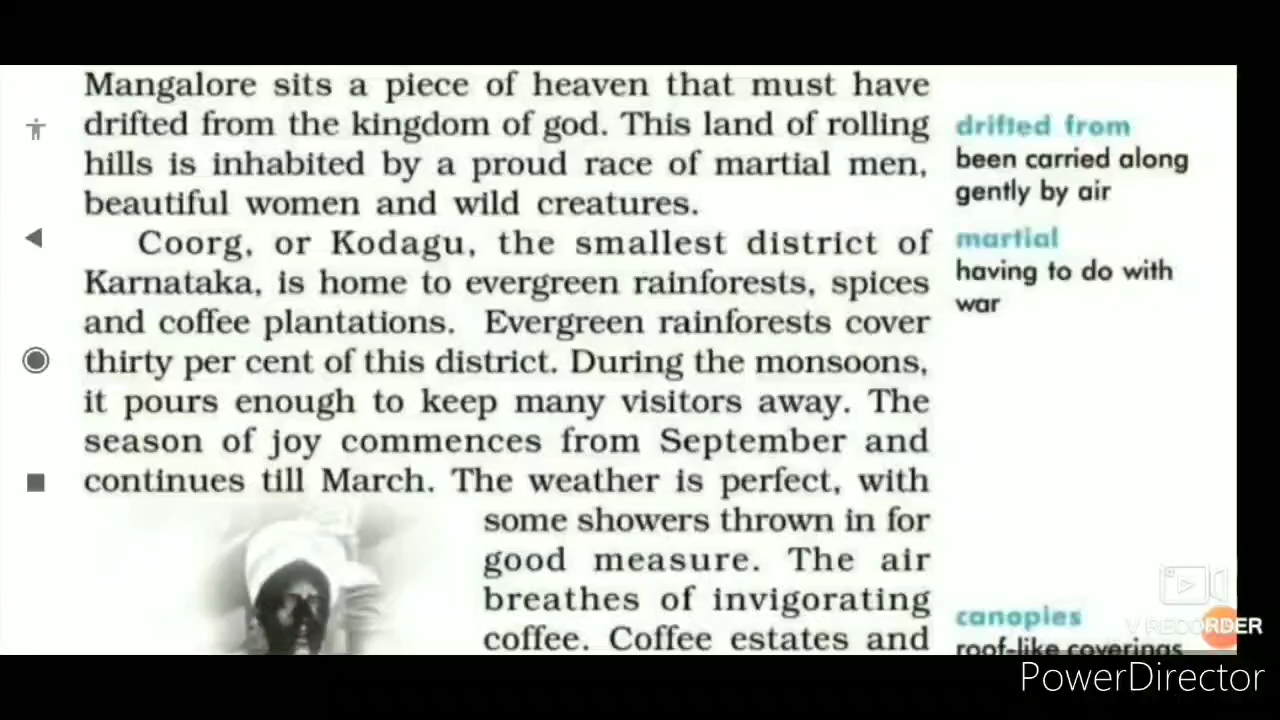 Mangalore sits a piece of heaven that must have
drifted from the kingdom of god. This land of rolling
hills is inhabited by a proud race of martial men,
beautiful women and wild creatures.
Coorg, or Kodagu, the smallest district of
Karnataka, is home to evergreen rainforests, spices
and coffee plantations. Evergreen rainforests cover
thirty per cent of this district. During the monsoons,
it pours enough to keep many visitors away. The
season of joy commences from September and
continues till March. The weather is perfect, with
some showers thrown in for
good measure. The air
breathes of invigorating
coffee. Coffee estates and
drifted from
been carried along
gently by air
martial
having to do with
war
canopies
roof-like coverings
V RECORDER
PowerDirector